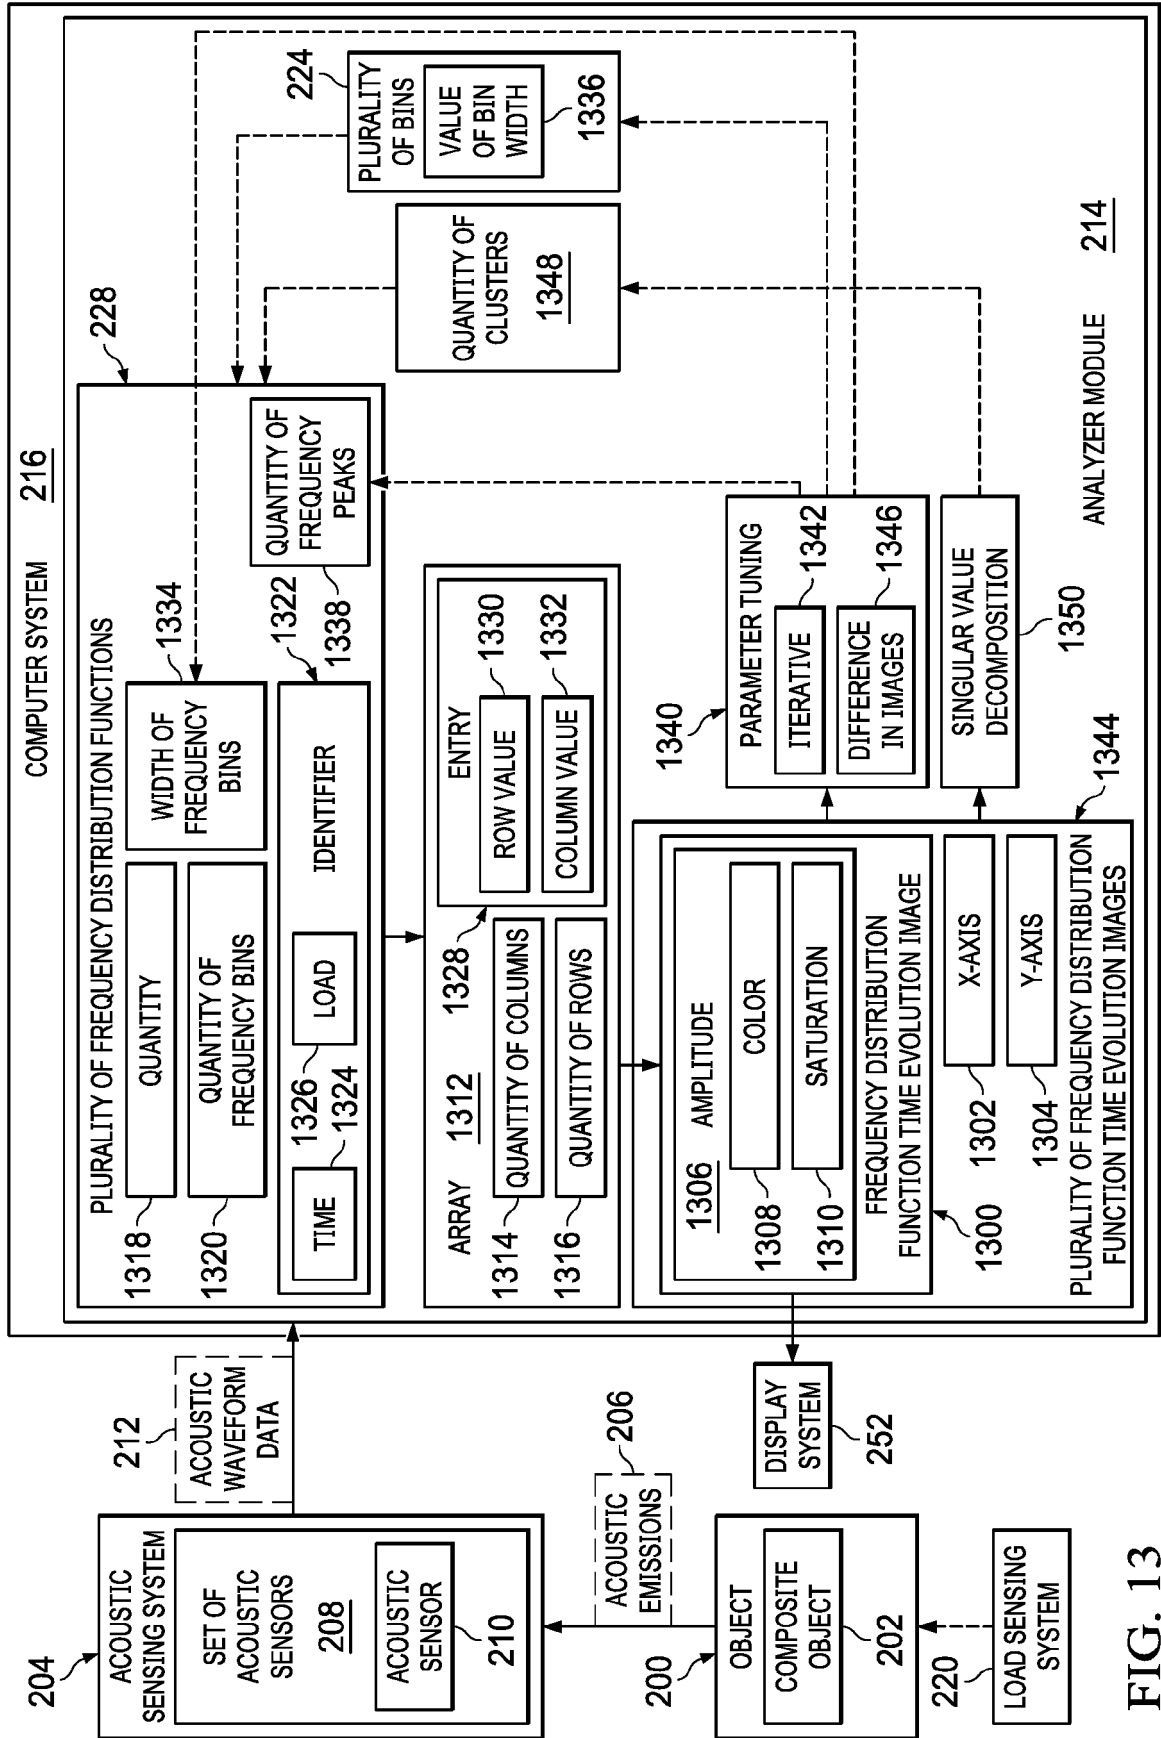 COMPUTER SYSTEM
216
212
ACOUSTIC
WAVEFORM
DATA
204
ACOUSTIC
SENSING SYSTEM
SET OF
ACOUSTIC
SENSORS
208
ACOUSTIC
SENSOR
210
206
ACOUSTIC
EMISSIONS
200
OBJECT
COMPOSITE
OBJECT
202
220
LOAD SENSING
SYSTEM
DISPLAY
SYSTEM
252
PLURALITY OF FREQUENCY DISTRIBUTION FUNCTIONS
228
1318
QUANTITY
1320
QUANTITY OF
FREQUENCY BINS
WIDTH OF
FREQUENCY
BINS
1334
QUANTITY OF
FREQUENCY
PEAKS
1338
1322
IDENTIFIER
TIME
1324
LOAD
1326
224
PLURALITY
OF BINS
VALUE
OF BIN
WIDTH
1336
QUANTITY OF
CLUSTERS
1348
ARRAY
1312
1314
QUANTITY OF COLUMNS
1316
QUANTITY OF ROWS
1328
ENTRY
ROW VALUE
1330
COLUMN VALUE
1332
1306
AMPLITUDE
1308
COLOR
1310
SATURATION
FREQUENCY DISTRIBUTION
FUNCTION TIME EVOLUTION IMAGE
1300
1302
X-AXIS
1304
Y-AXIS
PLURALITY OF FREQUENCY DISTRIBUTION
FUNCTION TIME EVOLUTION IMAGES
1344
1340
PARAMETER TUNING
ITERATIVE
1342
DIFFERENCE
IN IMAGES
1346
SINGULAR VALUE
DECOMPOSITION
1350
ANALYZER MODULE
214
FIG. 13